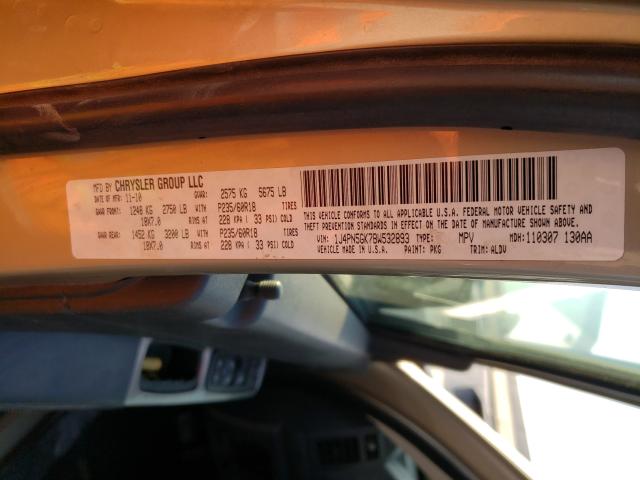 MFD BY CHRYSLER GROUP LLC
DATE OF MFR 11-10 GVWR: 2575 KG 5675 LB
GAWR FRONT: WITH TIRES
1248 KG 2750 LB P235/60R18
18X7.0 RIMS AT 228 KPA ( 33 PSI) COLD
GAWR REAR: WITH TIRES
1452 KG 3200 LB P235/60R18
18X7.0 RIMS AT 228 KPA ( 33 PSI) COLD
THIS VEHICLE CONFORMS TO ALL APPLICABLE U.S.A. FEDERAL MOTOR VEHICLE SAFETY AND
THEFT PREVENTION STANDARDS IN EFFECT ON THE DATE OF MANUFACTURE SHOWN ABOVE.
VIN: 1J4PN5GK7BW532893 TYPE: MPV MDH:110307 130AA
VEHICLE MADE IN U.S.A. PAINT: PKG TRIM: ALDV